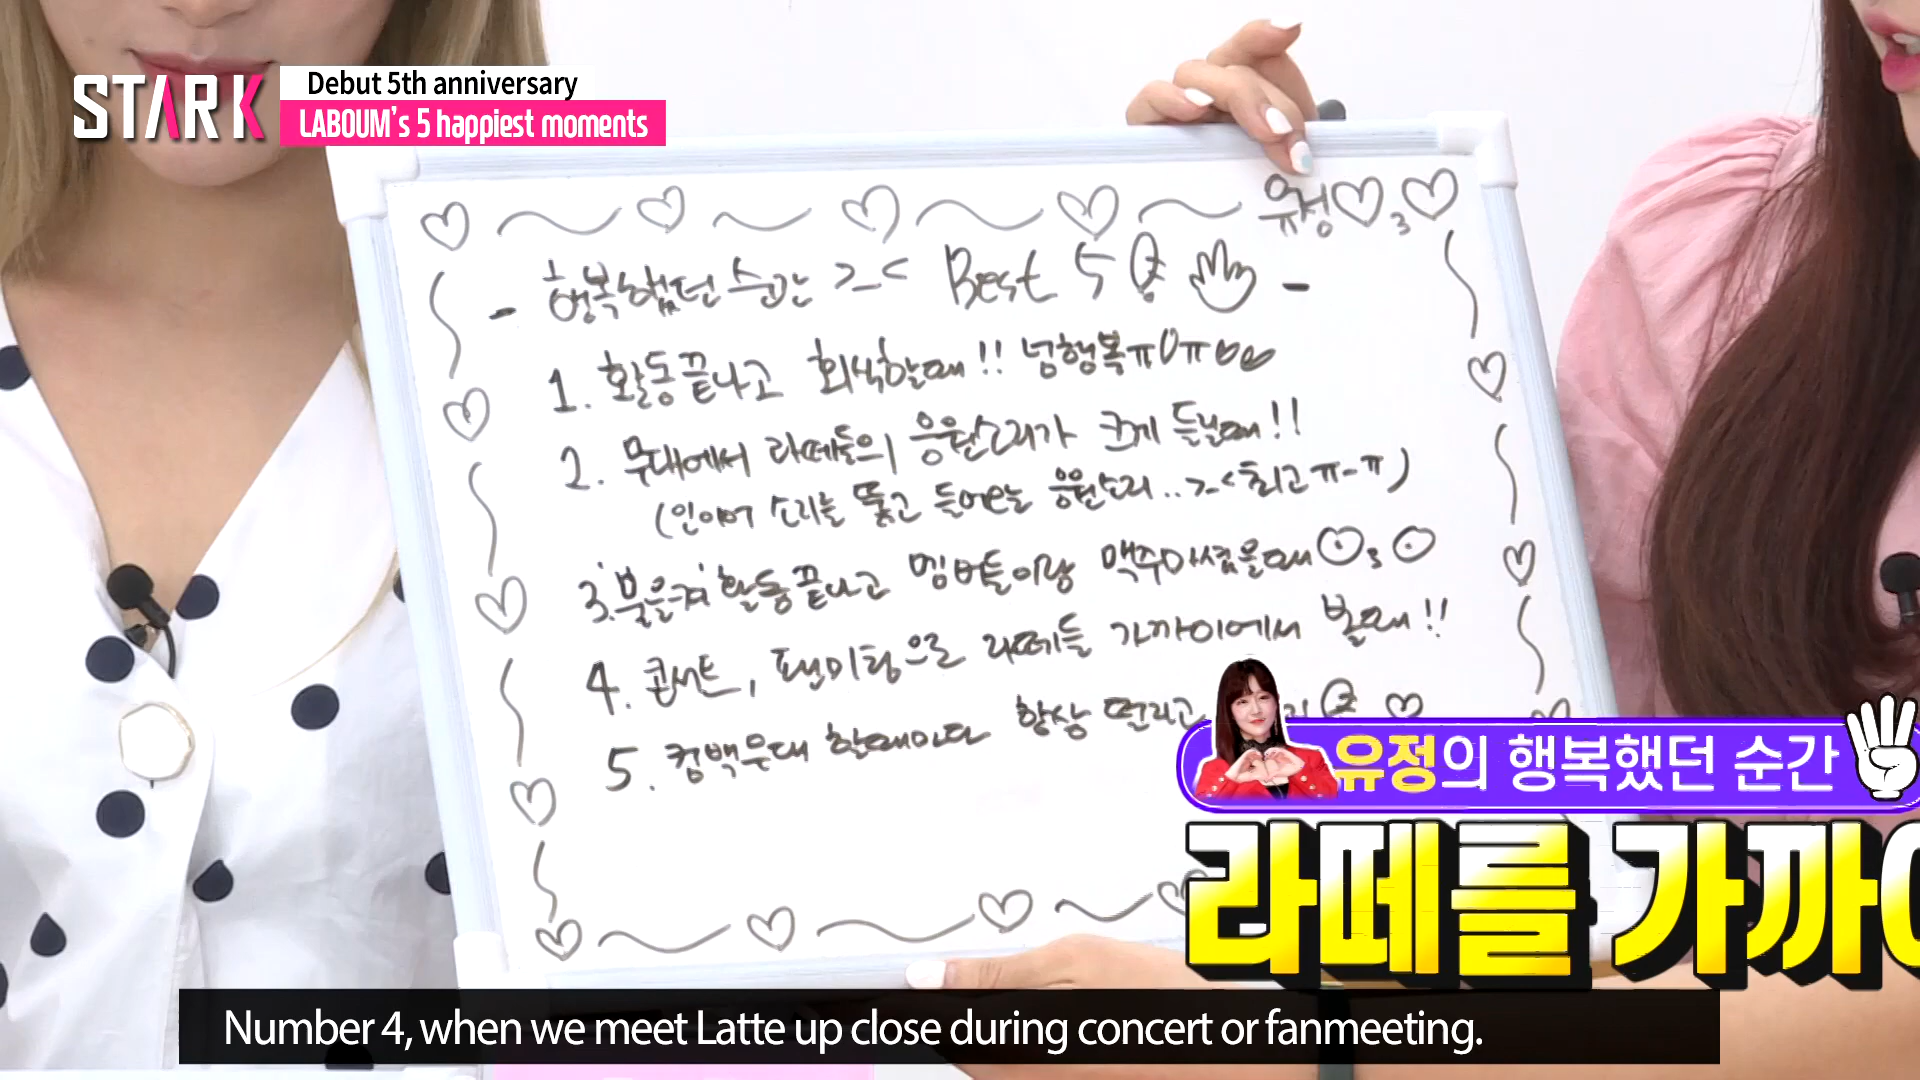 STARK
Debut 5th anniversary
LABOUM's 5 happiest moments
유정♡3♡
- 행복했던 순간 >_< Best 5 -
1. 활동끝나고 회식할때!! 넘행복ㅠㅇㅠ
2. 무대에서 라떼들의 응원소리가 크게 들릴때!!
(인이어 소리를 뚫고 들어오는 응원소리..>_<최고ㅠ-ㅠ)
3. '불을켜' 활동끝나고 멤버들이랑 맥주마셨을때
4. 콘서트, 팬미팅으로 라떼들 가까이에서 볼때!!
5. 컴백무대 할때마다 항상 떨리고
유정의 행복했던 순간
라떼를 가까이
Number 4, when we meet Latte up close during concert or fanmeeting.